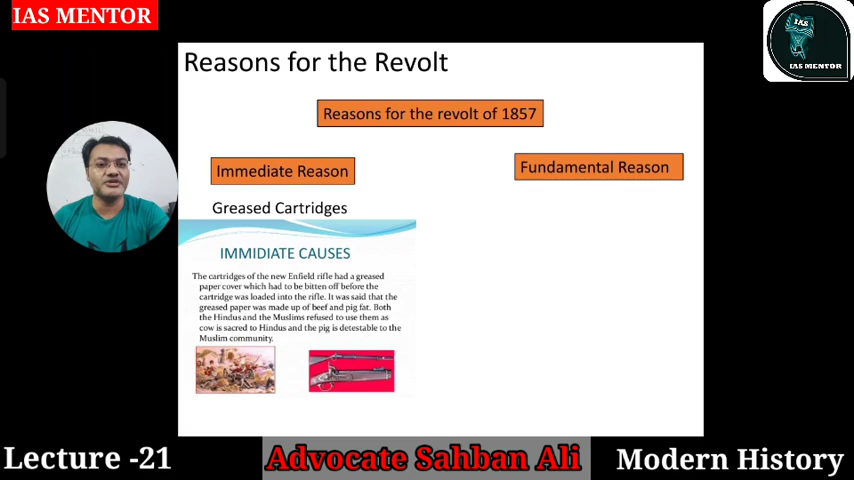 IAS MENTOR
IAS
IAS MENTOR
Reasons for the Revolt
Reasons for the revolt of 1857
Immediate Reason
Fundamental Reason
Greased Cartridges
IMMIDIATE CAUSES
The cartridges of the new Enfield rifle had a greased
paper cover which had to be bitten off before the
cartridge was loaded into the rifle. It was said that the
greased paper was made up of beef and pig fat. Both
the Hindus and the Muslims refused to use them as
cow is sacred to Hindus and the pig is detestable to the
Muslim community.
Lecture -21
Advocate Sahban Ali
Modern History